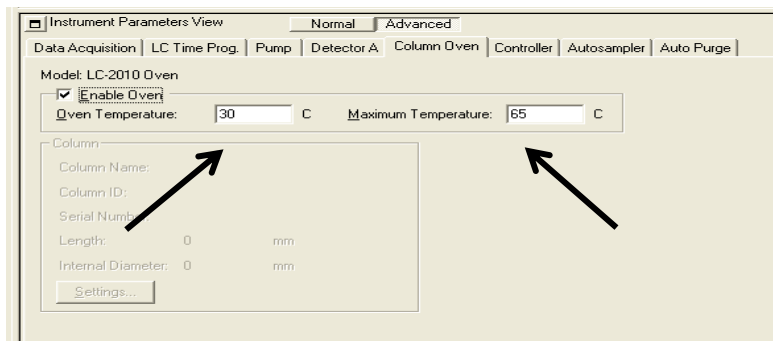 Instrument Parameters View Normal Advanced
Data Acquisition LC Time Prog. Pump Detector A Column Oven Controller Autosampler Auto Purge
Model: LC-2010 Oven
Enable Oven
Oven Temperature: 30 C Maximum Temperature: 65 C
Column
Column Name:
Column ID:
Serial Number:
Length: 0 mm
Internal Diameter: 0 mm
Settings...